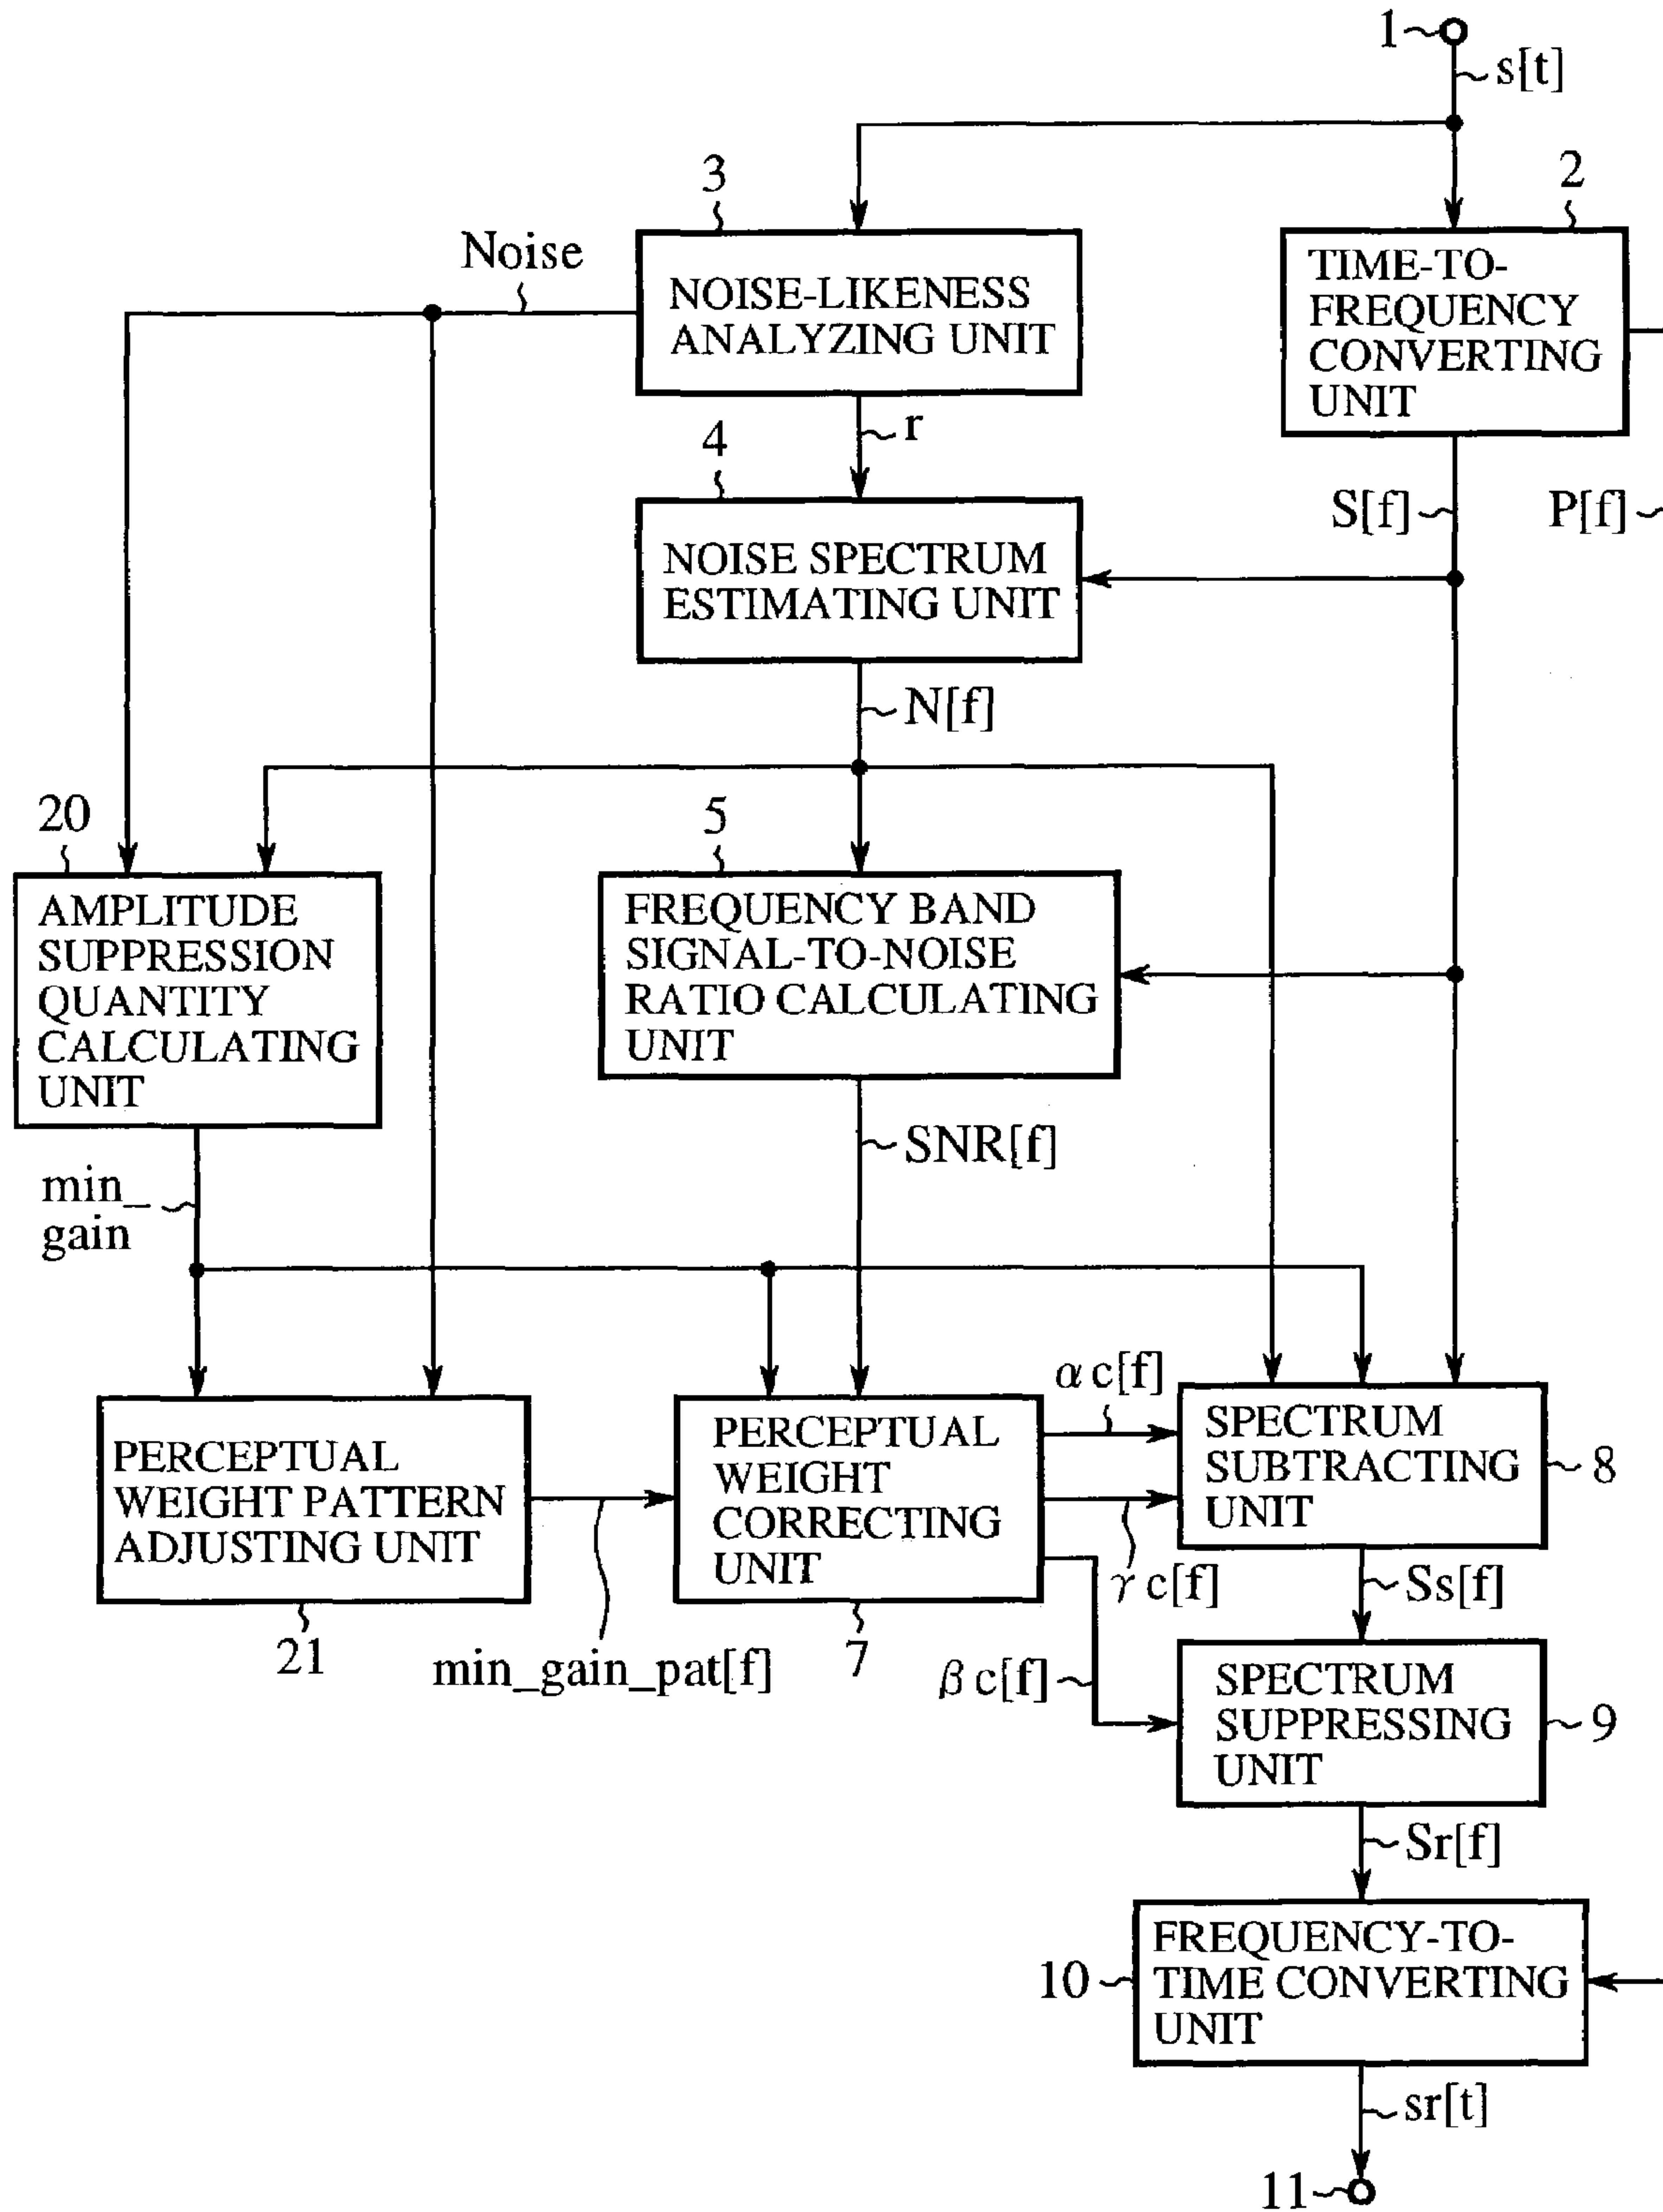 1
s[t]
3
2
Noise
NOISE-LIKENESS
ANALYZING UNIT
TIME-TO-
FREQUENCY
CONVERTING
UNIT
r
4
S[f]
P[f]
NOISE SPECTRUM
ESTIMATING UNIT
N[f]
20
5
AMPLITUDE
SUPPRESSION
QUANTITY
CALCULATING
UNIT
FREQUENCY BAND
SIGNAL-TO-NOISE
RATIO CALCULATING
UNIT
SNR[f]
min_
gain
αc[f]
PERCEPTUAL
WEIGHT PATTERN
ADJUSTING UNIT
PERCEPTUAL
WEIGHT
CORRECTING
UNIT
SPECTRUM
SUBTRACTING
UNIT
8
γc[f]
Ss[f]
21
min_gain_pat[f]
7
βc[f]
SPECTRUM
SUPPRESSING
UNIT
9
Sr[f]
10
FREQUENCY-TO-
TIME CONVERTING
UNIT
sr[t]
11